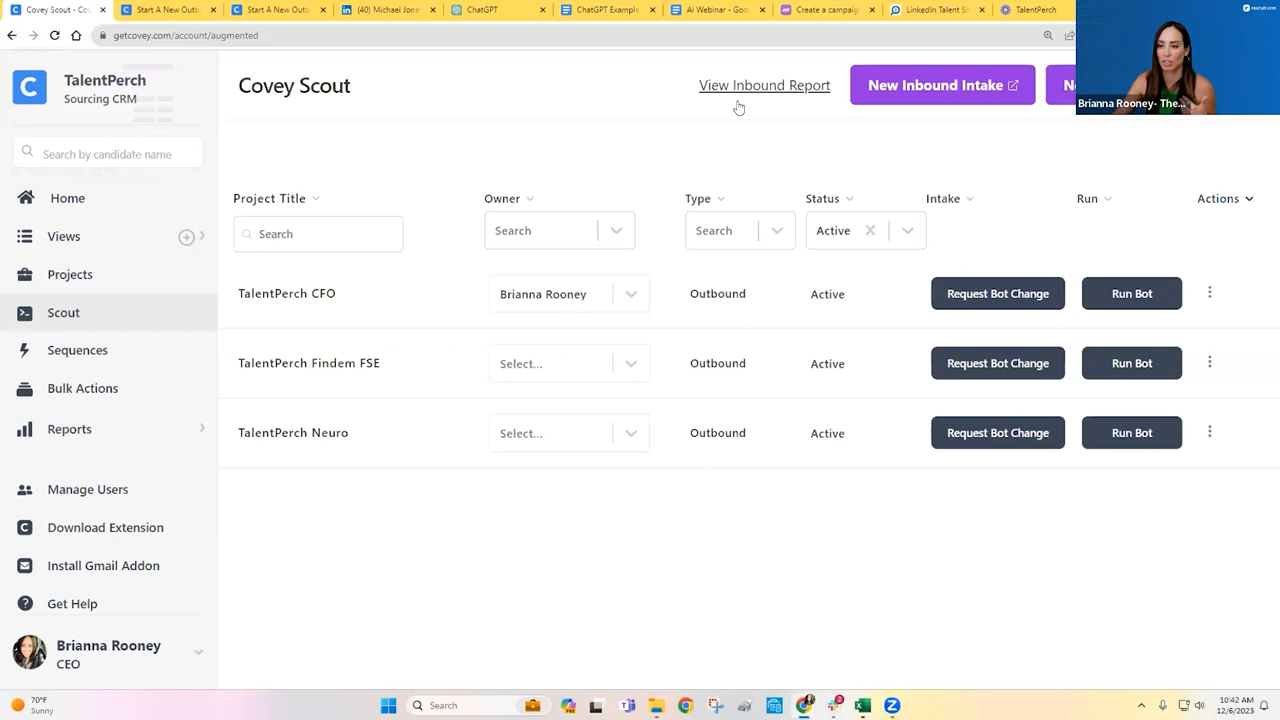 Covey Scout - Cov
Start A New Outbo
Start A New Outbo
(40) Michael Jone
ChatGPT
ChatGPT Example
Ai Webinar - Goo
Create a campaig
LinkedIn Talent So
TalentPerch
getcovey.com/account/augmented
recruit crm
Brianna Rooney- The...
C
TalentPerch
Sourcing CRM
Search by candidate name
Home
Views
Projects
Scout
Sequences
Bulk Actions
Reports
Manage Users
Download Extension
Install Gmail Addon
Get Help
Brianna Rooney
CEO
Covey Scout
View Inbound Report
New Inbound Intake
Project Title Owner Type Status Intake Run Actions
Search Search Search Active
TalentPerch CFO Brianna Rooney Outbound Active Request Bot Change Run Bot
TalentPerch Findem FSE Select... Outbound Active Request Bot Change Run Bot
TalentPerch Neuro Select... Outbound Active Request Bot Change Run Bot
70°F
Sunny
Search
10:42 AM
12/6/2023